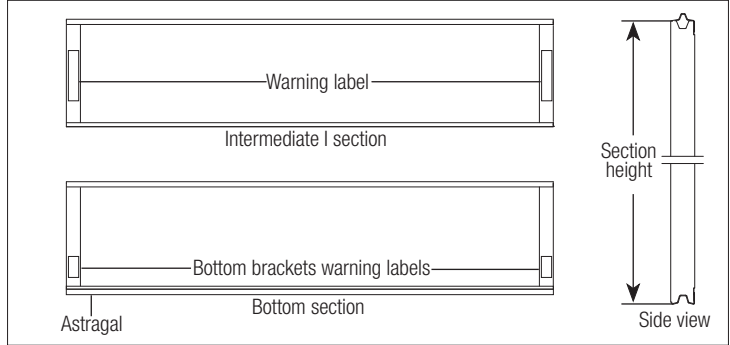 Warning label
Intermediate I section
Section
height
Bottom brackets warning labels
Bottom section
Astragal
Side view